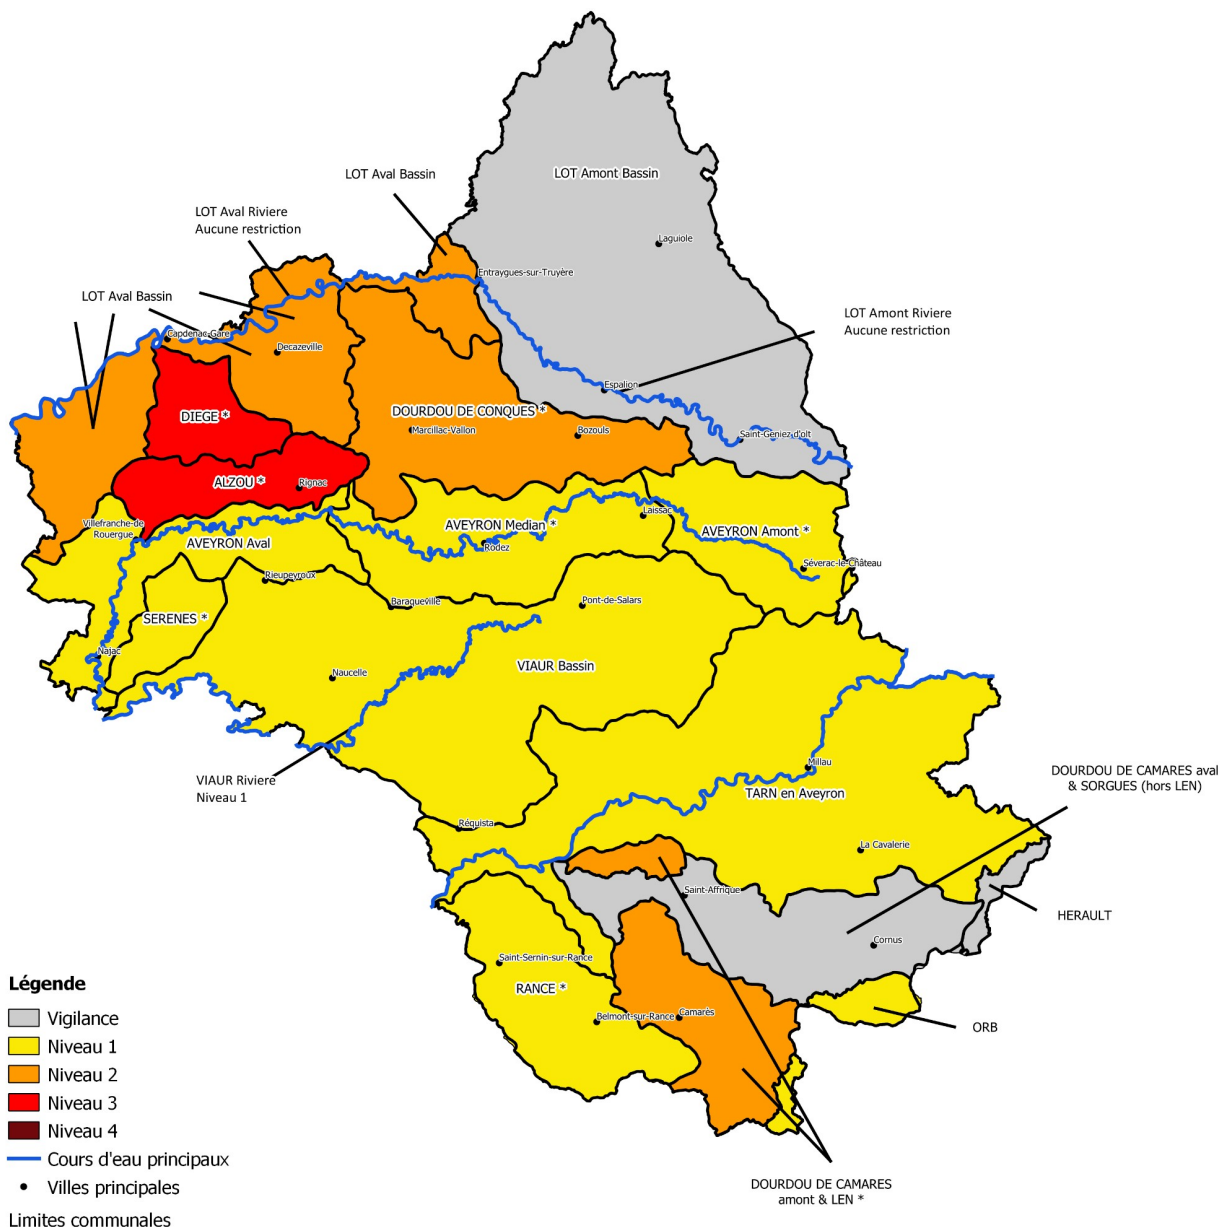 LOT Amont Bassin
LOT Aval Bassin
LOT Aval Riviere
Aucune restriction
Laguiole
Entraygues-sur-Truyère
LOT Aval Bassin
LOT Amont Riviere
Aucune restriction
Capdenac-Gare
Decazeville
Espalion
DIEGE *
DOURDOU DE CONQUES *
Marcillac-Vallon
Bozouls
Saint-Geniez d'olt
ALZOU *
Rignac
Villefranche-de
Rouergue
AVEYRON Aval
AVEYRON Median *
Rodez
Laissac
AVEYRON Amont *
Séverac-le-Château
Rieupeyroux
Baraqueville
Pont-de-Salars
SERENES *
Najac
Naucelle
VIAUR Bassin
VIAUR Riviere
Niveau 1
Millau
TARN en Aveyron
DOURDOU DE CAMARES aval
& SORGUES (hors LEN)
Réquista
La Cavalerie
Saint-Affrique
HERAULT
Cornus
Saint-Sernin-sur-Rance
RANCE *
Belmont-sur-Rance
Camarès
ORB
DOURDOU DE CAMARES
amont & LEN *
Légende
Vigilance
Niveau 1
Niveau 2
Niveau 3
Niveau 4
Cours d'eau principaux
Villes principales
Limites communales